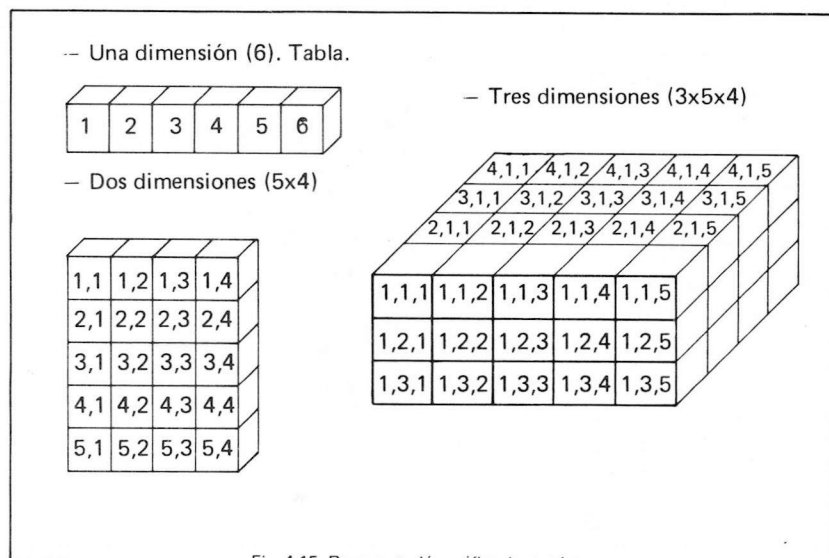 -- Una dimensión (6). Tabla.
1 2 3 4 5 6
— Dos dimensiones (5x4)
1,1 1,2 1,3 1,4
2,1 2,2 2,3 2,4
3,1 3,2 3,3 3,4
4,1 4,2 4,3 4,4
5,1 5,2 5,3 5,4
— Tres dimensiones (3x5x4)
4,1,1 4,1,2 4,1,3 4,1,4 4,1,5
3,1,1 3,1,2 3,1,3 3,1,4 3,1,5
2,1,1 2,1,2 2,1,3 2,1,4 2,1,5
1,1,1 1,1,2 1,1,3 1,1,4 1,1,5
1,2,1 1,2,2 1,2,3 1,2,4 1,2,5
1,3,1 1,3,2 1,3,3 1,3,4 1,3,5